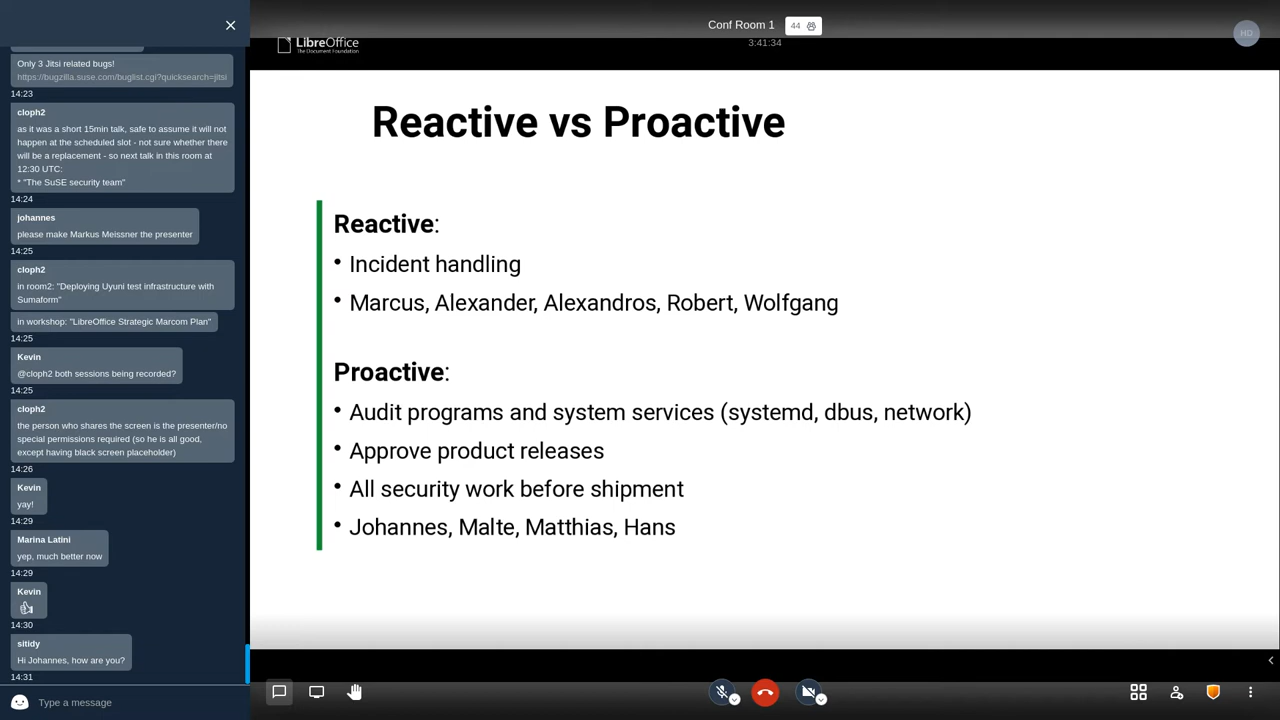 Only 3 Jitsi related bugs!
https://bugzilla.suse.com/buglist.cgi?quicksearch=jitsi
14:23
cloph2
as it was a short 15min talk, safe to assume it will not
happen at the scheduled slot - not sure whether there
will be a replacement - so next talk in this room at
12:30 UTC:
* "The SuSE security team"
14:24
johannes
please make Markus Meissner the presenter
14:25
cloph2
in room2: "Deploying Uyuni test infrastructure with
Sumaform"
in workshop: "LibreOffice Strategic Marcom Plan"
14:25
Kevin
@cloph2 both sessions being recorded?
14:25
cloph2
the person who shares the screen is the presenter/no
special permissions required (so he is all good,
except having black screen placeholder)
14:26
Kevin
yay!
14:29
Marina Latini
yep, much better now
14:29
Kevin
14:30
sitidy
Hi Johannes, how are you?
14:31
Type a message
Conf Room 1
44
3:41:34
HD
LibreOffice
The Document Foundation
Reactive vs Proactive
Reactive:
• Incident handling
• Marcus, Alexander, Alexandros, Robert, Wolfgang
Proactive:
• Audit programs and system services (systemd, dbus, network)
• Approve product releases
• All security work before shipment
• Johannes, Malte, Matthias, Hans